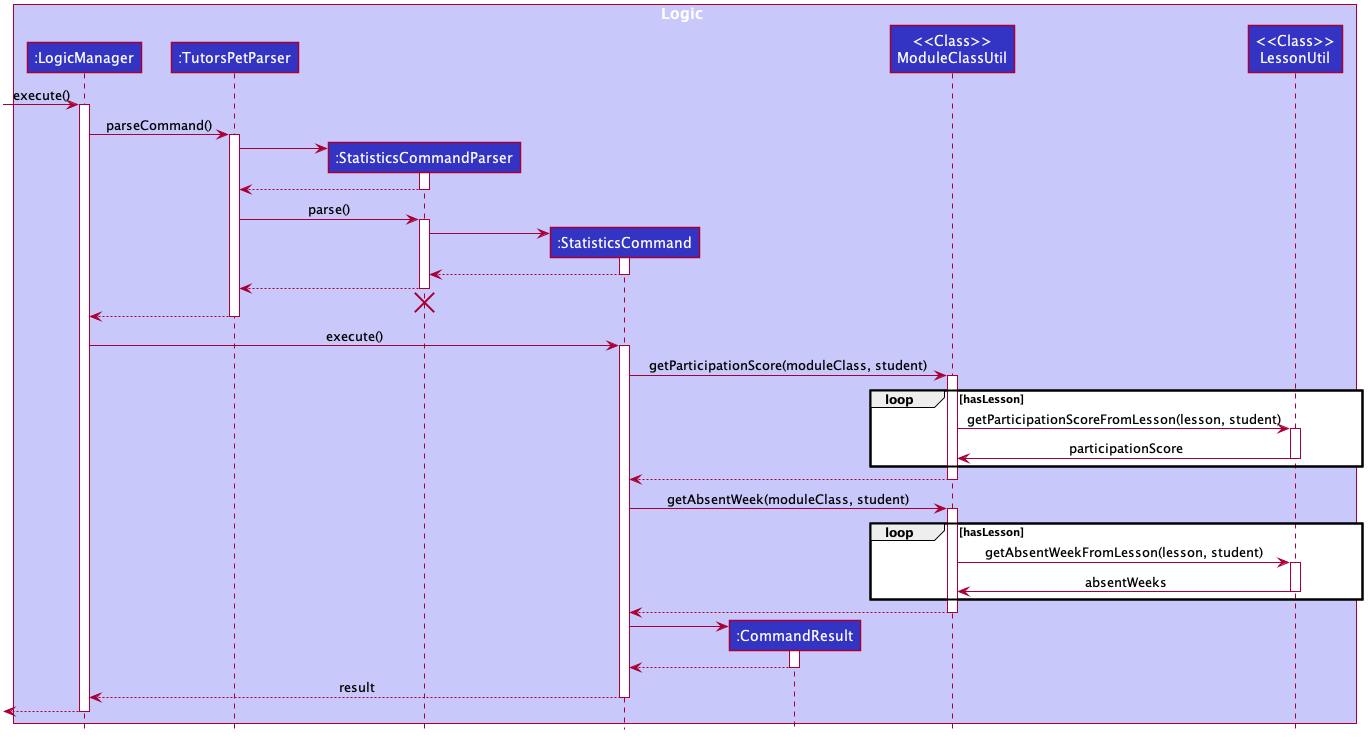 Logic
:LogicManager
:TutorsPetParser
<<Class>>
ModuleClassUtil
<<Class>>
LessonUtil
execute()
parseCommand()
:StatisticsCommandParser
parse()
:StatisticsCommand
execute()
getParticipationScore(moduleClass, student)
loop
[hasLesson]
getParticipationScoreFromLesson(lesson, student)
participationScore
getAbsentWeek(moduleClass, student)
loop
[hasLesson]
getAbsentWeekFromLesson(lesson, student)
absentWeeks
:CommandResult
result